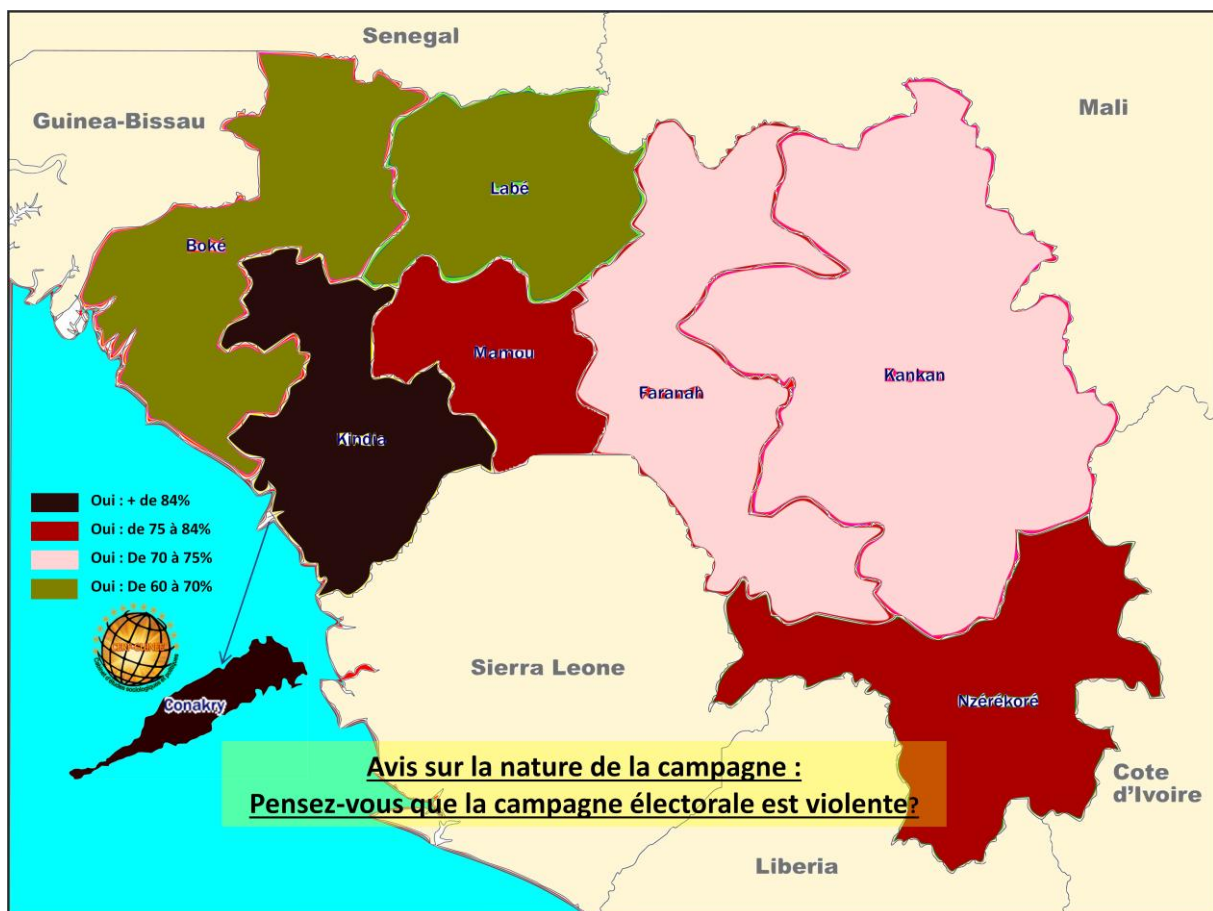 Senegal
Guinea-Bissau
Mali
Labé
Boké
Mamou
Kankan
Faranah
Kindia
Oui : + de 84%
Oui : de 75 à 84%
Oui : De 70 à 75%
Oui : De 60 à 70%
Sierra Leone
Nzérékoré
Conakry
Avis sur la nature de la campagne :
Pensez-vous que la campagne électorale est violente?
Cote
d’Ivoire
Liberia